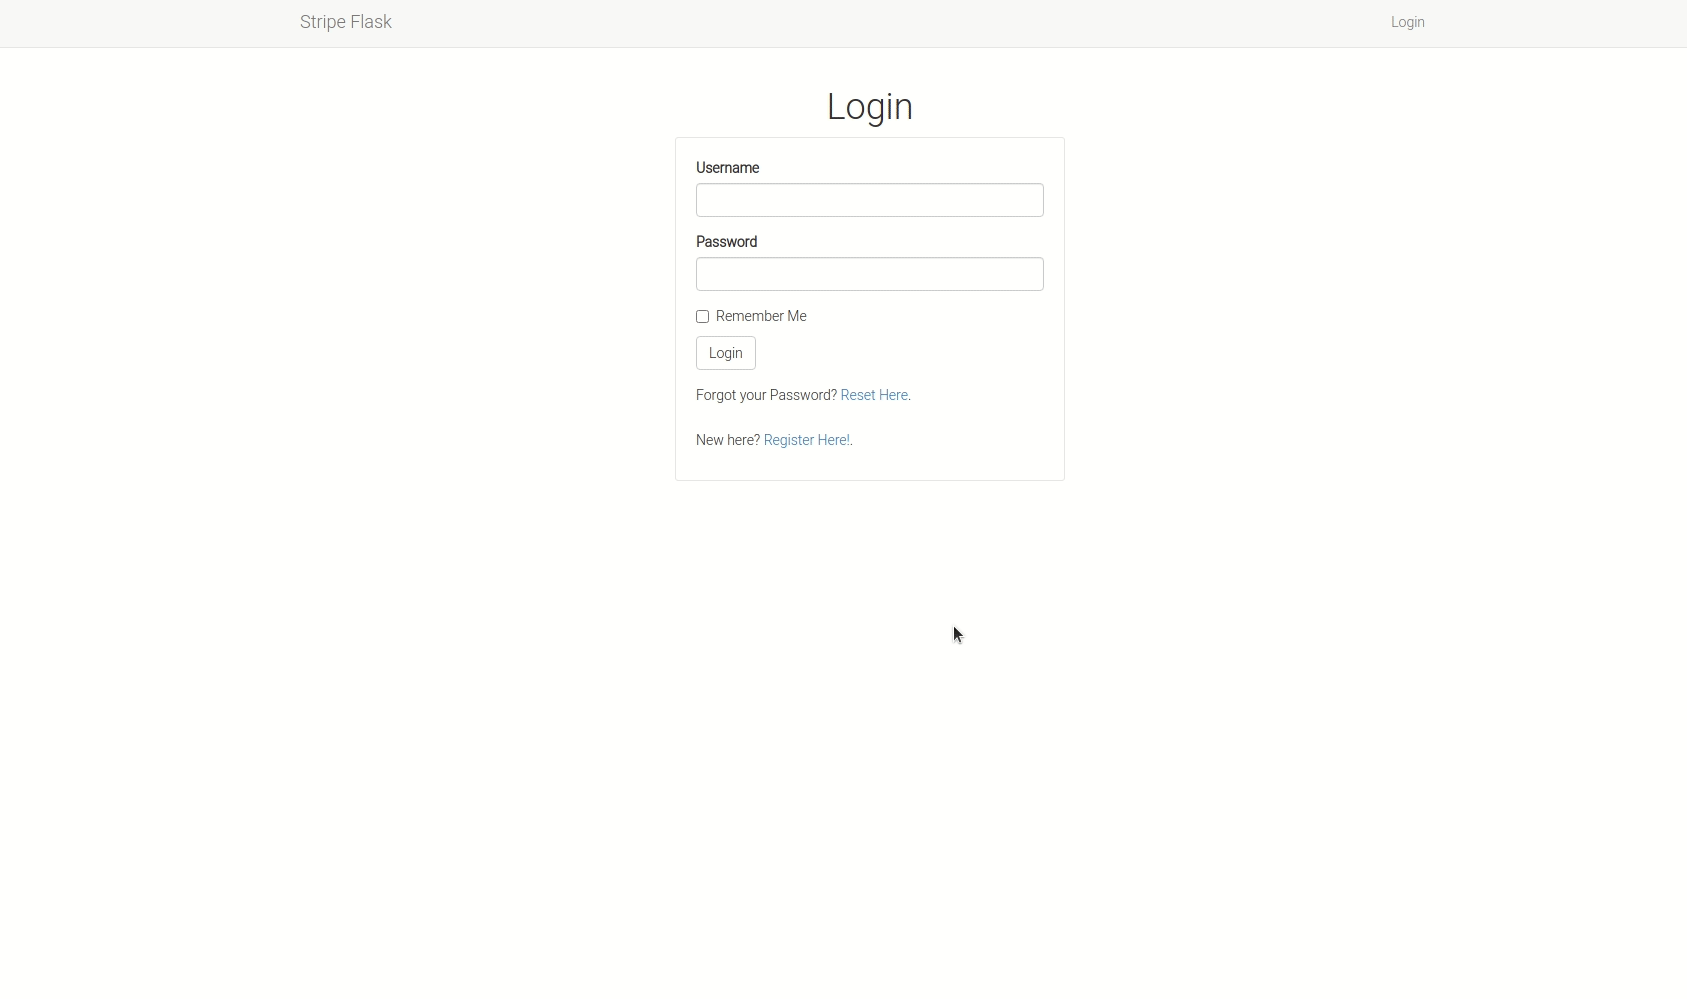 Stripe Flask
Login
Login
Username
Password
Remember Me
Login
Forgot your Password? Reset Here.
New here? Register Here!.